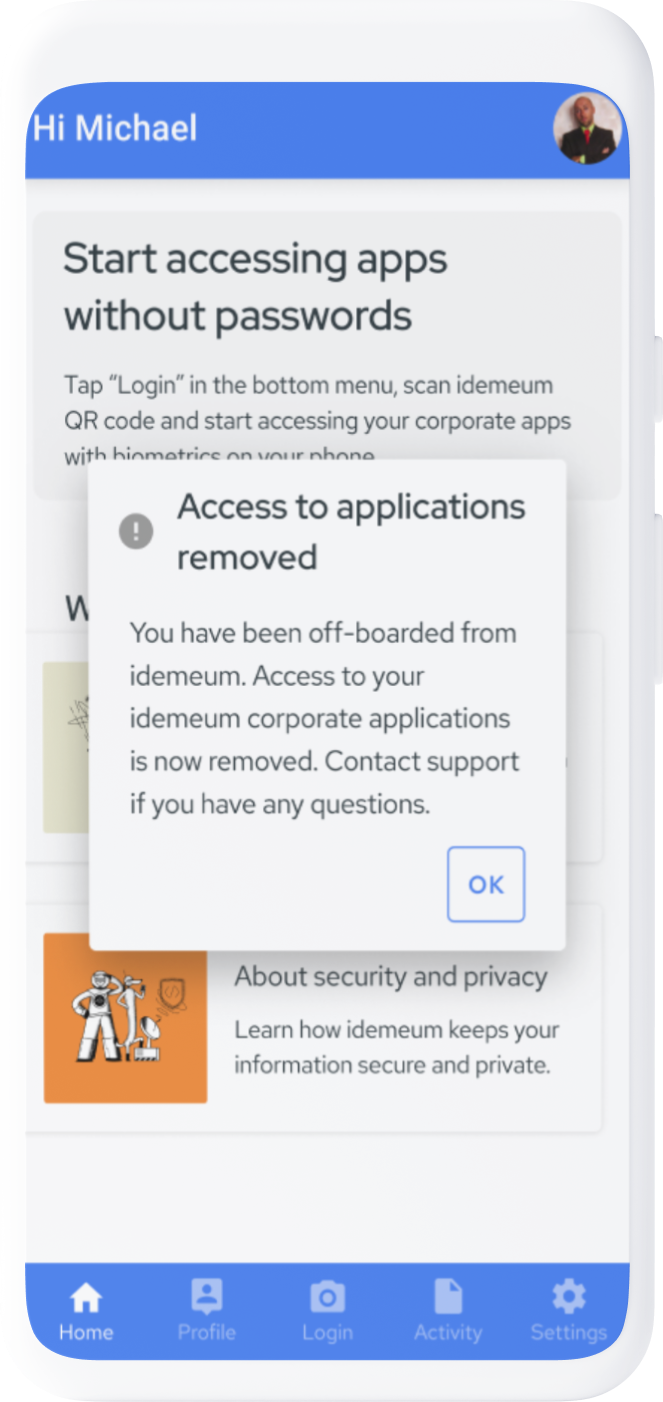 Hi Michael
Start accessing apps
without passwords
Tap “Login” in the bottom menu, scan idemeum
QR code and start accessing your corporate apps
with biometrics on your phone
Access to applications
removed
W
You have been off-boarded from
idemeum. Access to your
idemeum corporate applications
is now removed. Contact support
if you have any questions.
OK
About security and privacy
Learn how idemeum keeps your
information secure and private.
Home
Profile
Login
Activity
Settings